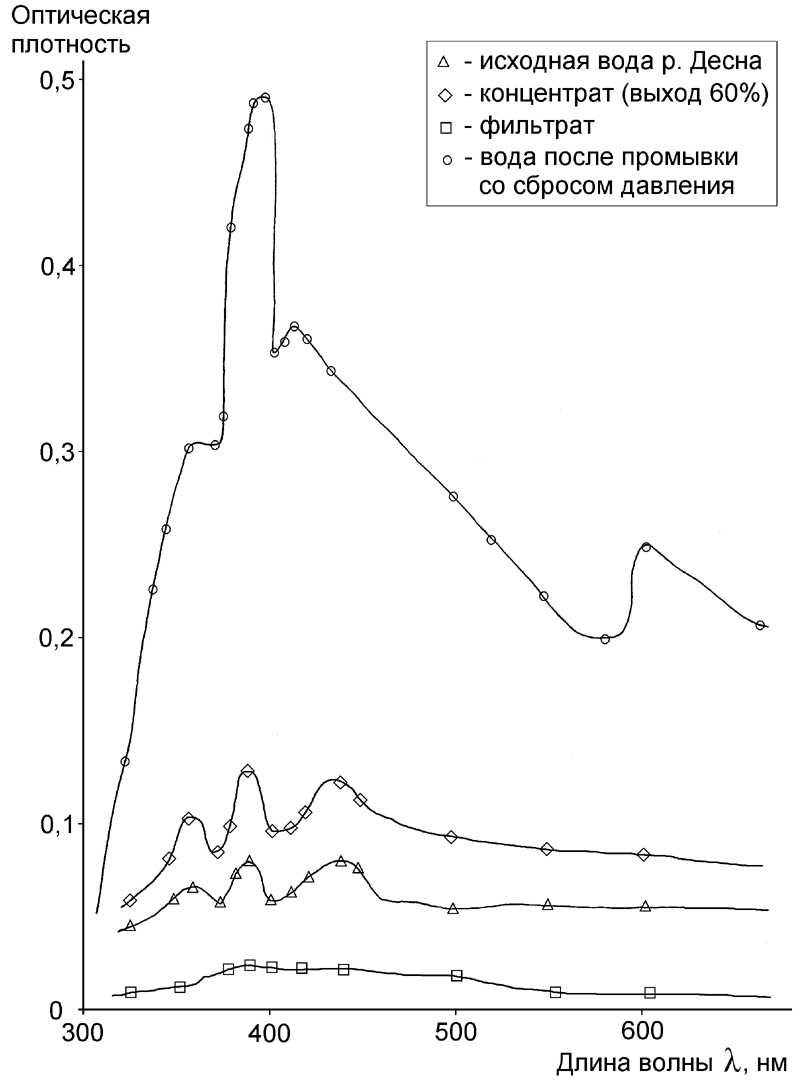 Оптическая
плотность
- исходная вода р. Десна
- концентрат (выход 60%)
- фильтрат
- вода после промывки
со сбросом давления
0,5
0,4
0,3
0,2
0,1
0
300 400 500 600
Длина волны λ, нм